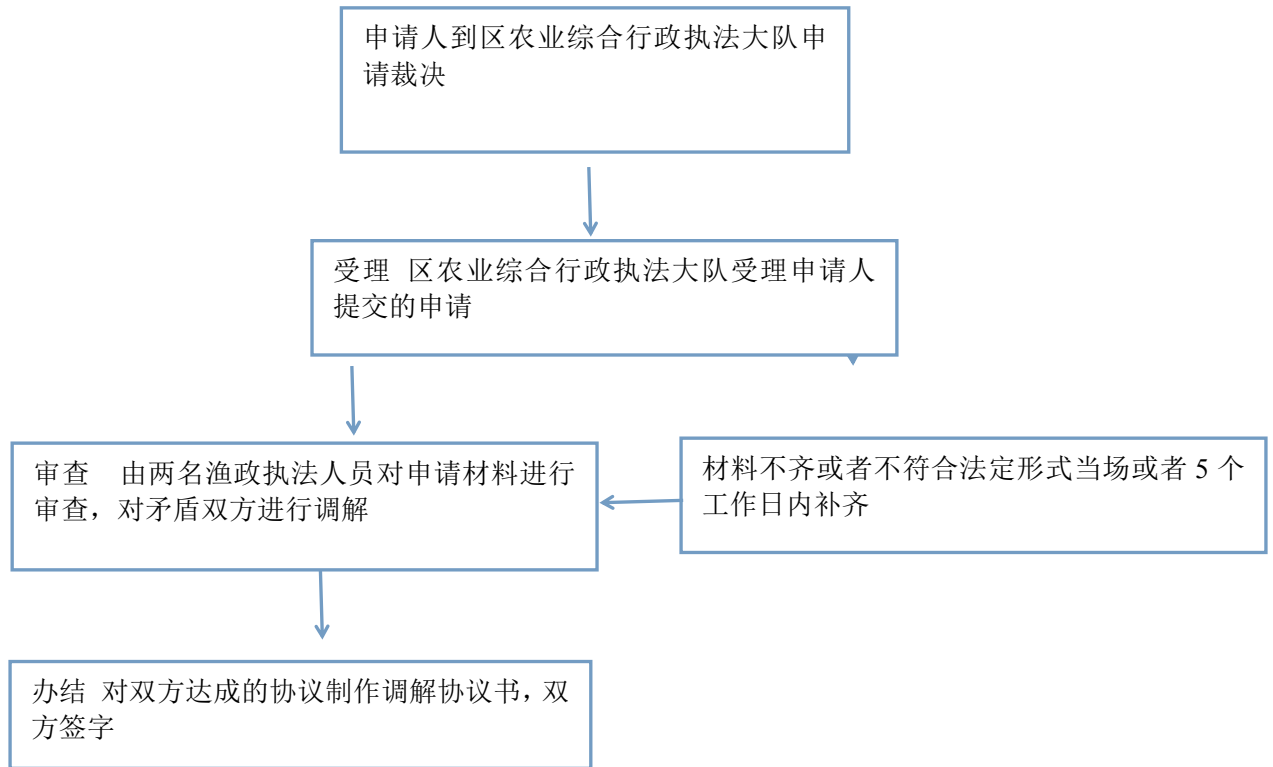 申请人到区农业综合行政执法大队申
请裁决
受理 区农业综合行政执法大队受理申请人
提交的申请
审查 由两名渔政执法人员对申请材料进行
审查，对矛盾双方进行调解
材料不齐或者不符合法定形式当场或者 5 个
工作日内补齐
办结 对双方达成的协议制作调解协议书，双
方签字